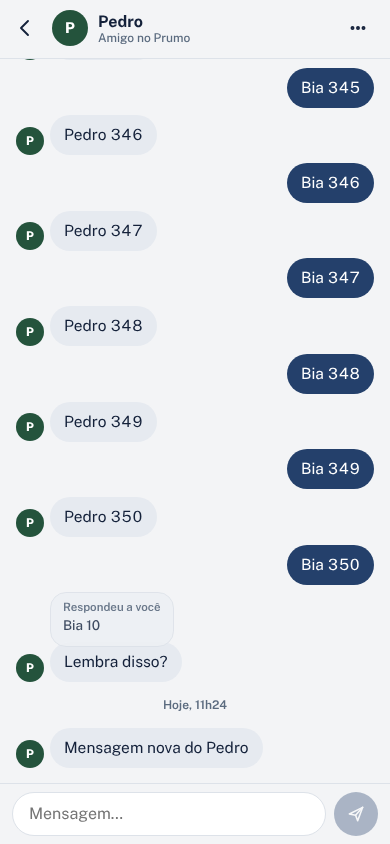 P
Pedro
Amigo no Prumo
Bia 345
Pedro 346
P
Bia 346
Pedro 347
P
Bia 347
Pedro 348
P
Bia 348
Pedro 349
P
Bia 349
Pedro 350
P
Bia 350
Respondeu a você
Bia 10
Lembra disso?
P
Hoje, 11h24
Mensagem nova do Pedro
P
Mensagem...